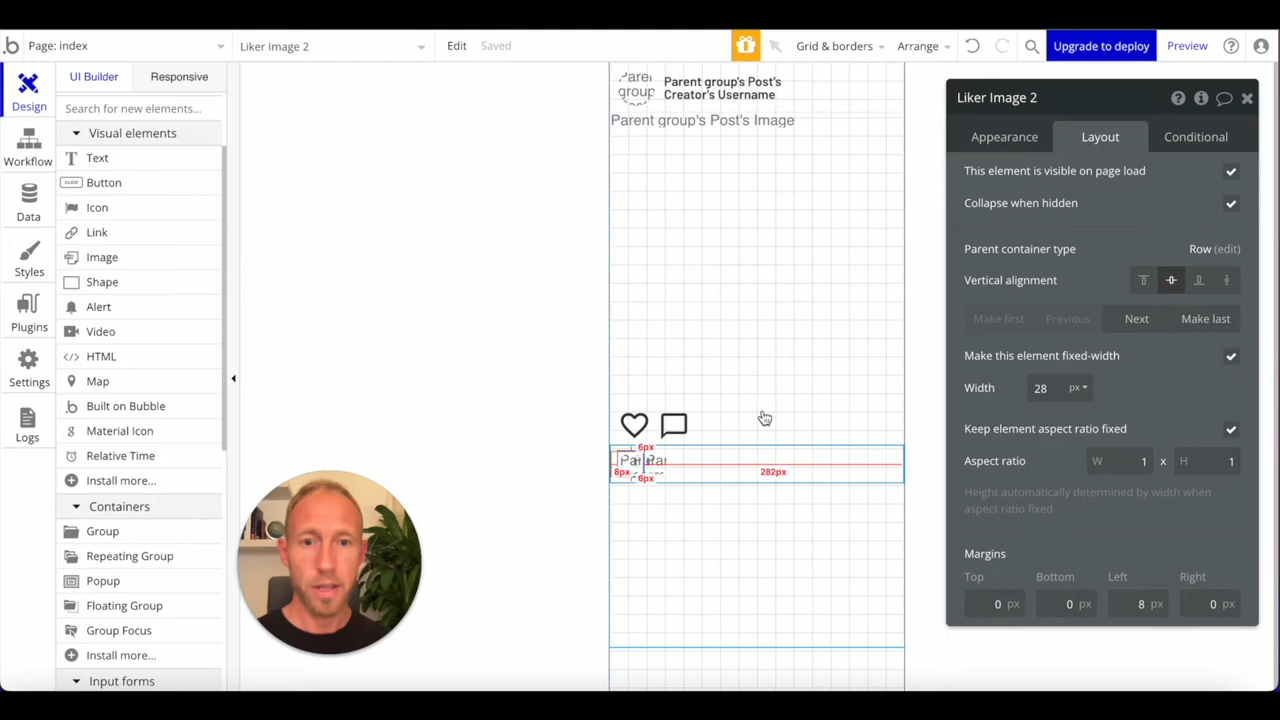 b Page: index Liker Image 2 Edit Saved Grid & borders Arrange Upgrade to deploy Preview
Design
Workflow
Data
Styles
Plugins
Settings
Logs
UI Builder Responsive
Search for new elements...
Visual elements
Text
CLICK Button
Icon
Link
Image
Shape
Alert
Video
</> HTML
Map
b Built on Bubble
g Material Icon
Relative Time
Install more...
Containers
Group
Repeating Group
Popup
Floating Group
Group Focus
Install more...
Input forms
Parent group's Post's
Creator's Username
Parent group's Post's Image
6px
8px
282px
6px
Liker Image 2
Appearance Layout Conditional
This element is visible on page load
Collapse when hidden
Parent container type Row (edit)
Vertical alignment
Make first Previous Next Make last
Make this element fixed-width
Width 28 px
Keep element aspect ratio fixed
Aspect ratio W 1 x H 1
Height automatically determined by width when
aspect ratio fixed
Margins
Top Bottom Left Right
0 px 0 px 8 px 0 px